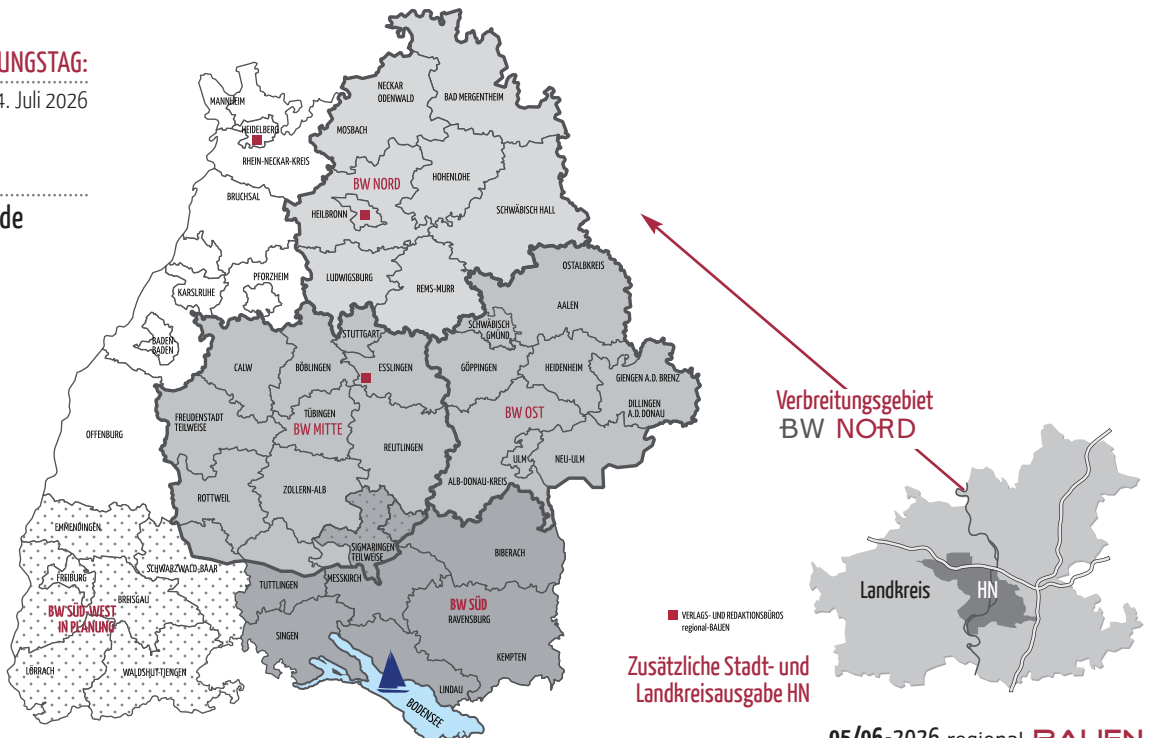 UNGSTAG:
4. Juli 2026
de
NECKAR
ODENWALD
BAD MERGENTHEIM
MANNHEIM
MOSBACH
HEIDELBERG
RHEIN-NECKAR-KREIS
BW NORD
HOHENLOHE
BRUCHSAL
HEILBRONN
SCHWÄBISCH HALL
PFORZHEIM
LUDWIGSBURG
REMS-MURR
OSTALBKREIS
KARLSRUHE
AALEN
STUTTGART
SCHWÄBISCH
GMÜND
BADEN
BADEN
CALW
BÖBLINGEN
ESSLINGEN
GÖPPINGEN
HEIDENHEIM
GIENGEN A.D. BRENZ
DILLINGEN
A.D. DONAU
FREUDENSTADT
TEILWEISE
TÜBINGEN
BW MITTE
BW OST
OFFENBURG
REUTLINGEN
ULM
NEU-ULM
ROTTWEIL
ZOLLERN-ALB
ALB-DONAU-KREIS
EMMENDINGEN
SIGMARINGEN
TEILWEISE
BIBERACH
FREIBURG
SCHWARZWALD-BAAR
TUTTLINGEN
MESSKIRCH
BREISGAU
BW SÜD-WEST
IN PLANUNG
BW SÜD
RAVENSBURG
SINGEN
LÖRRACH
WALDSHUT-TIENGEN
KEMPTEN
LINDAU
BODENSEE
Verbreitungsgebiet
BW NORD
Landkreis
HN
VERLAGS- UND REDAKTIONSBÜROS
regional-BAUEN
Zusätzliche Stadt- und
Landkreisausgabe HN
05/06-2026 regional BAUEN